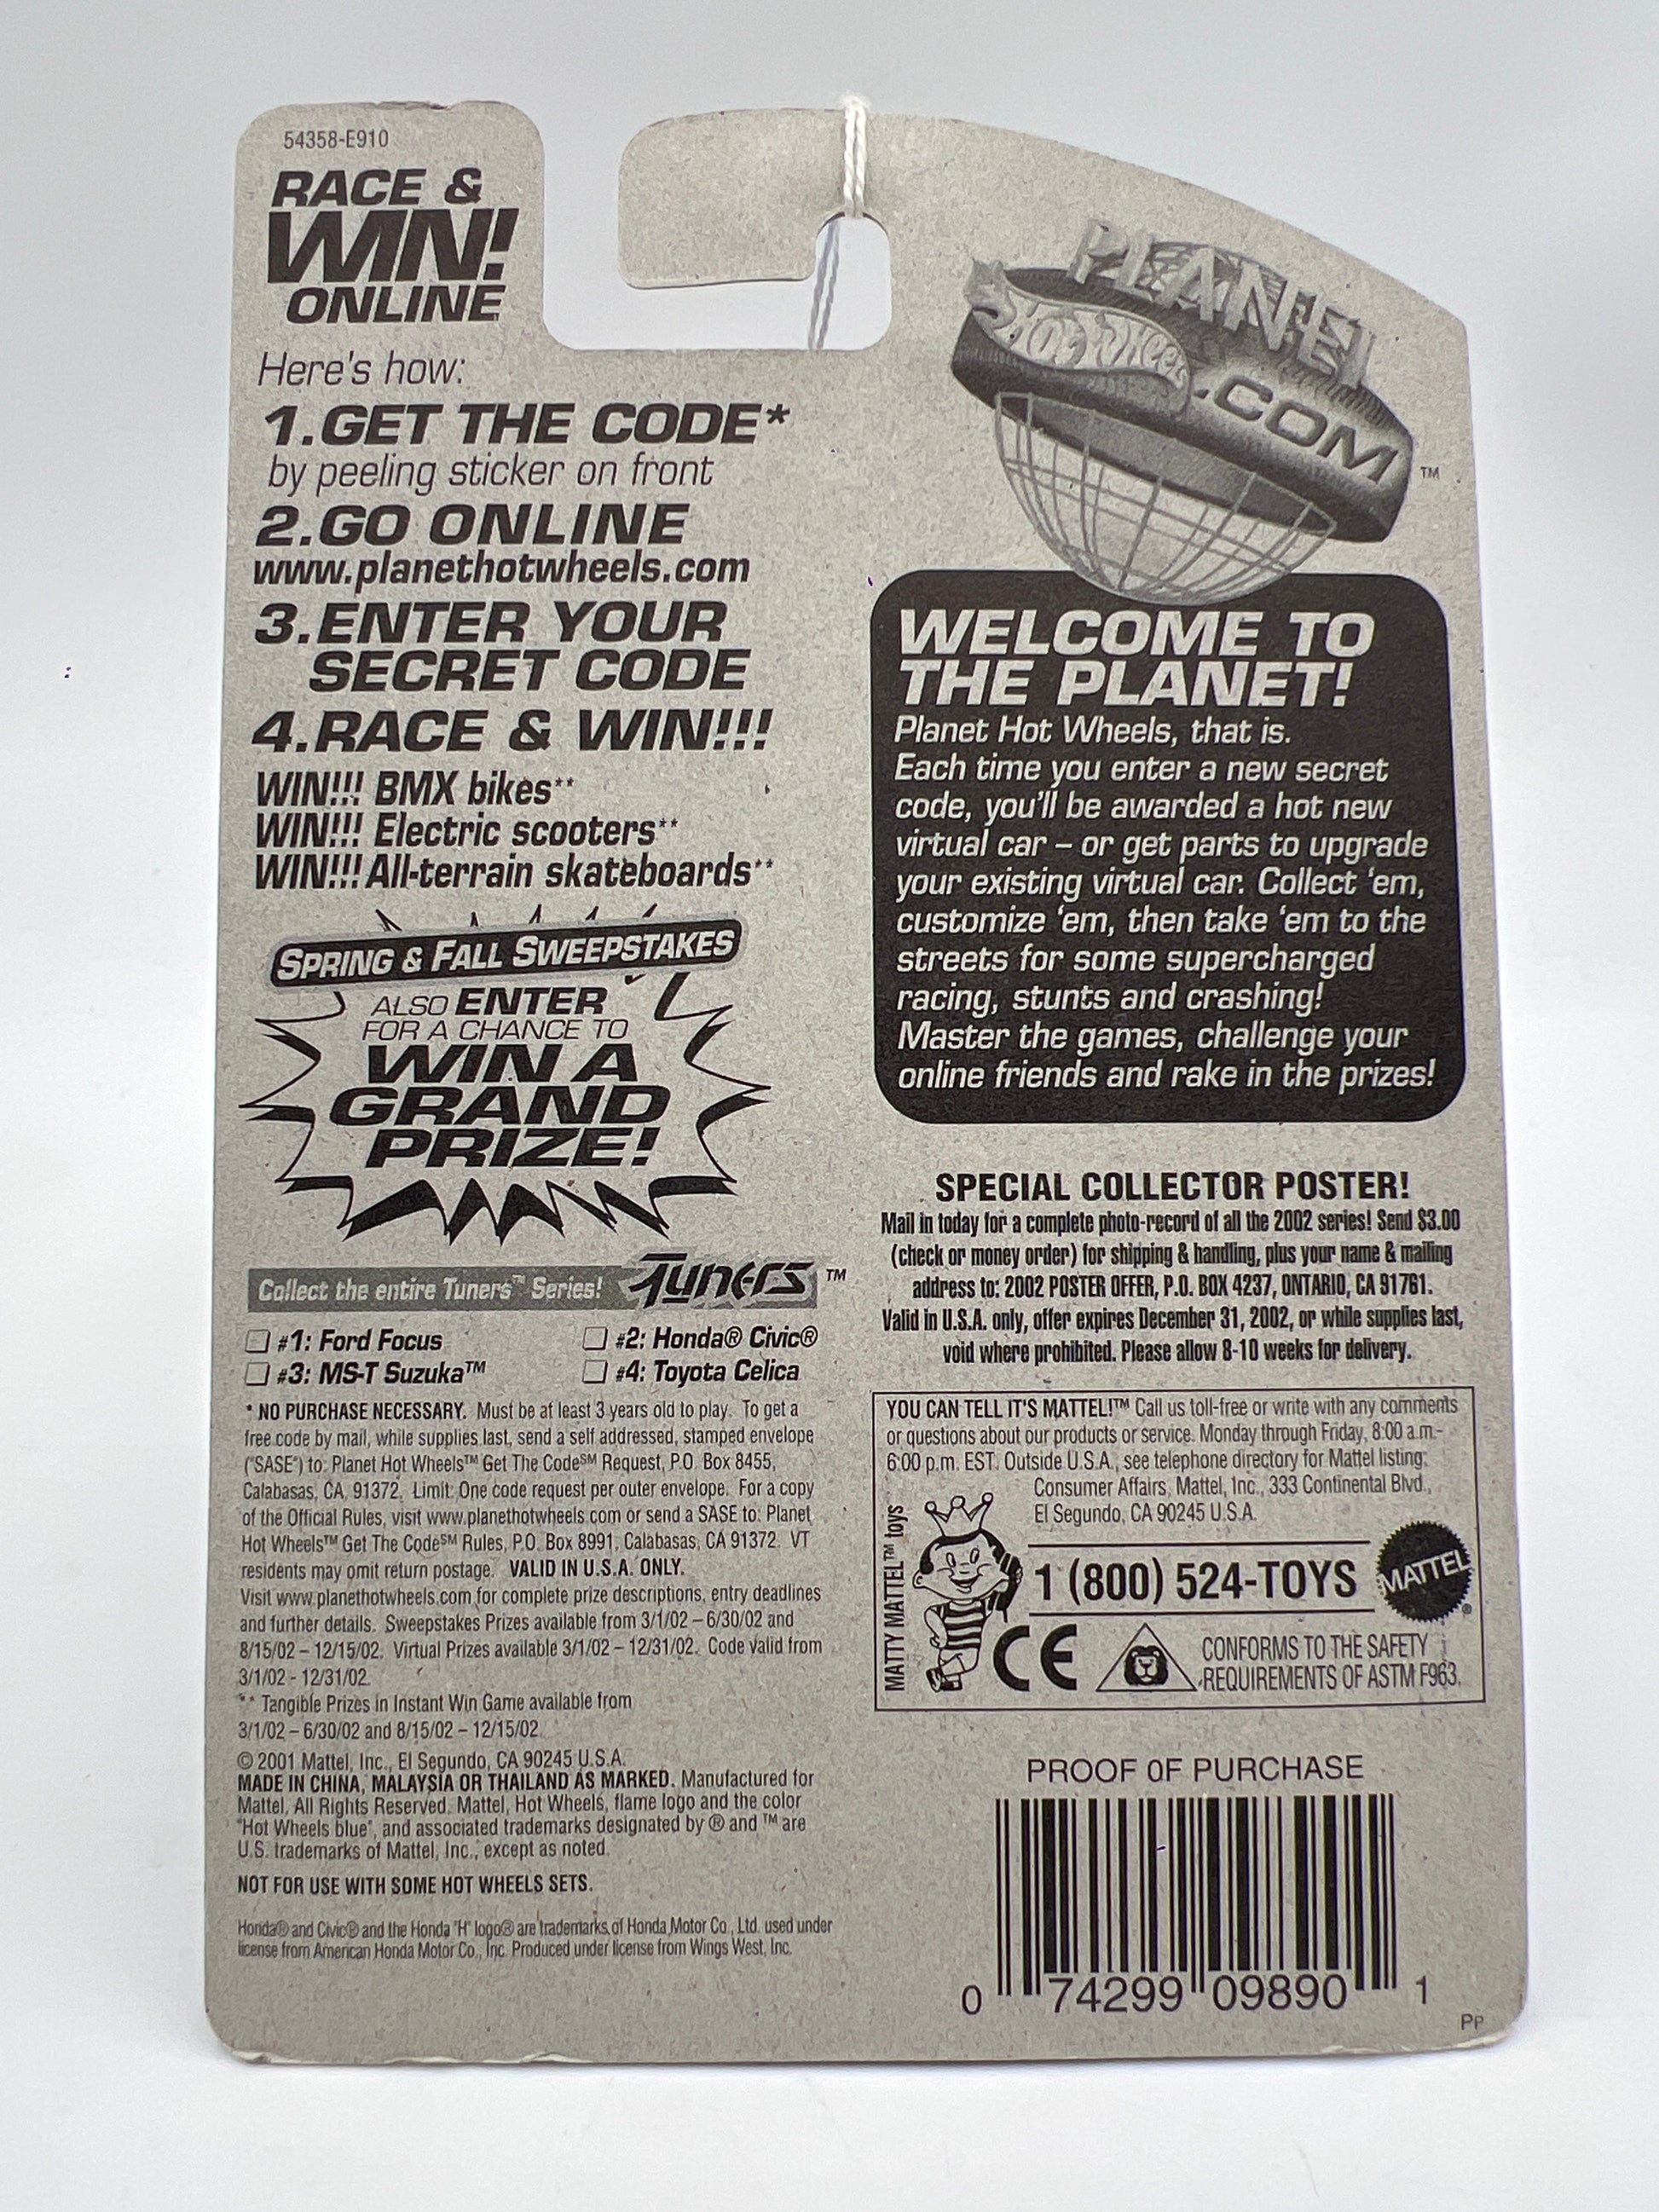 54358-E910
RACE &
WIN!
ONLINE
Here's how:
1.GET THE CODE*
by peeling sticker on front
2.GO ONLINE
www.planethotwheels.com
3.ENTER YOUR
SECRET CODE
4.RACE & WIN!!!
WIN!!! BMX bikes**
WIN!!! Electric scooters**
WIN!!! All-terrain skateboards**
SPRING & FALL SWEEPSTAKES
ALSO ENTER
FOR A CHANCE TO
WIN A
GRAND
PRIZE!
Collect the entire Tuners™ Series! Tuners™
#1: Ford Focus
#2: Honda® Civic®
#3: MS-T Suzuka™
#4: Toyota Celica
* NO PURCHASE NECESSARY. Must be at least 3 years old to play. To get a
free code by mail, while supplies last, send a self addressed, stamped envelope
("SASE") to: Planet Hot Wheels™ Get The Code℠ Request, P.O. Box 8455,
Calabasas, CA, 91372. Limit: One code request per outer envelope. For a copy
of the Official Rules, visit www.planethotwheels.com or send a SASE to: Planet
Hot Wheels™ Get The Code℠ Rules, P.O. Box 8991, Calabasas, CA 91372. VT
residents may omit return postage. VALID IN U.S.A. ONLY.
Visit www.planethotwheels.com for complete prize descriptions, entry deadlines
and further details. Sweepstakes Prizes available from 3/1/02 – 6/30/02 and
8/15/02 – 12/15/02. Virtual Prizes available 3/1/02 – 12/31/02. Code valid from
3/1/02 - 12/31/02.
** Tangible Prizes in Instant Win Game available from
3/1/02 – 6/30/02 and 8/15/02 – 12/15/02.
© 2001 Mattel, Inc., El Segundo, CA 90245 U.S.A.
MADE IN CHINA, MALAYSIA OR THAILAND AS MARKED. Manufactured for
Mattel, All Rights Reserved. Mattel, Hot Wheels, flame logo and the color
"Hot Wheels blue", and associated trademarks designated by ® and ™ are
U.S. trademarks of Mattel, Inc., except as noted.
NOT FOR USE WITH SOME HOT WHEELS SETS.
Honda® and Civic® and the Honda "H" logo® are trademarks of Honda Motor Co., Ltd. used under
license from American Honda Motor Co., Inc. Produced under license from Wings West, Inc.
PLANET
HOT WHEELS
.COM™
WELCOME TO
THE PLANET!
Planet Hot Wheels, that is.
Each time you enter a new secret
code, you'll be awarded a hot new
virtual car – or get parts to upgrade
your existing virtual car. Collect 'em,
customize 'em, then take 'em to the
streets for some supercharged
racing, stunts and crashing!
Master the games, challenge your
online friends and rake in the prizes!
SPECIAL COLLECTOR POSTER!
Mail in today for a complete photo-record of all the 2002 series! Send $3.00
(check or money order) for shipping & handling, plus your name & mailing
address to: 2002 POSTER OFFER, P.O. BOX 4237, ONTARIO, CA 91761.
Valid in U.S.A. only, offer expires December 31, 2002, or while supplies last,
void where prohibited. Please allow 8-10 weeks for delivery.
YOU CAN TELL IT'S MATTEL!™ Call us toll-free or write with any comments
or questions about our products or service. Monday through Friday, 8:00 a.m.-
6:00 p.m. EST. Outside U.S.A., see telephone directory for Mattel listing:
Consumer Affairs, Mattel, Inc., 333 Continental Blvd.,
El Segundo, CA 90245 U.S.A.
MATTY MATTEL™ toys
1 (800) 524-TOYS
MATTEL®
CE
CONFORMS TO THE SAFETY
REQUIREMENTS OF ASTM F963.
PROOF OF PURCHASE
0 74299 09890 1
PP